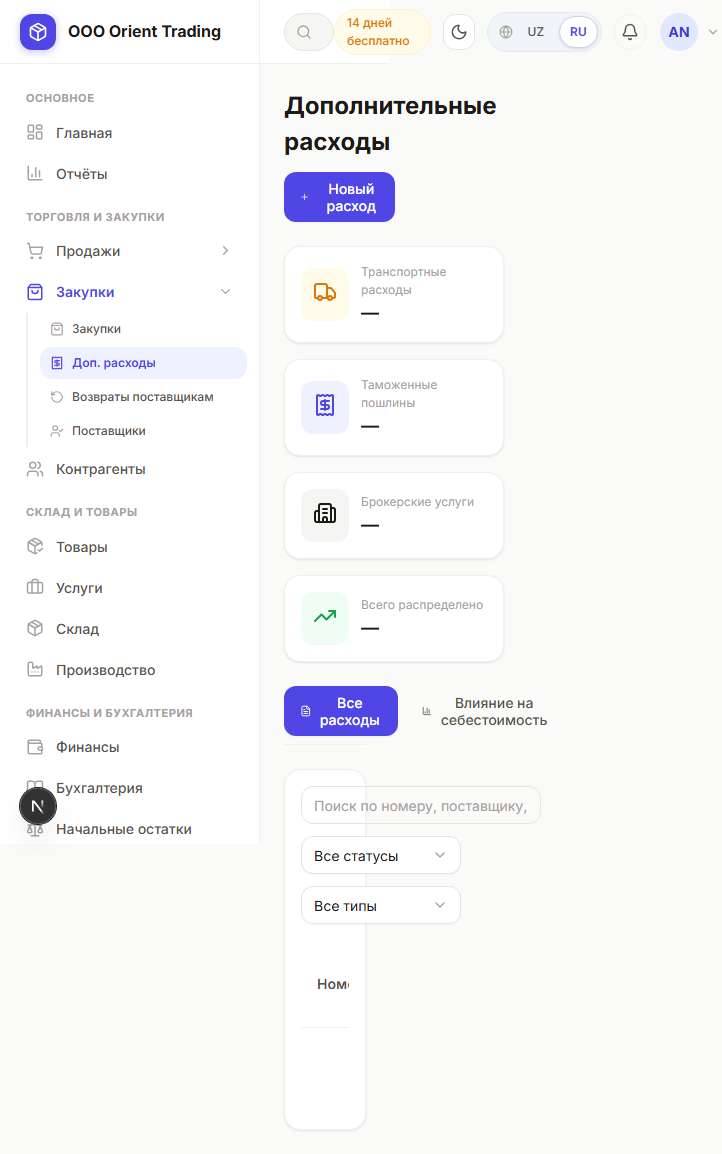 ООО Orient Trading
14 дней
бесплатно
UZ
RU
AN
ОСНОВНОЕ
Главная
Отчёты
ТОРГОВЛЯ И ЗАКУПКИ
Продажи
Закупки
Закупки
Доп. расходы
Возвраты поставщикам
Поставщики
Контрагенты
СКЛАД И ТОВАРЫ
Товары
Услуги
Склад
Производство
ФИНАНСЫ И БУХГАЛТЕРИЯ
Финансы
Бухгалтерия
Начальные остатки
Дополнительные
расходы
Новый
расход
Транспортные
расходы
—
Таможенные
пошлины
—
Брокерские услуги
—
Всего распределено
—
Все
расходы
Влияние на
себестоимость
Поиск по номеру, поставщику,
Все статусы
Все типы